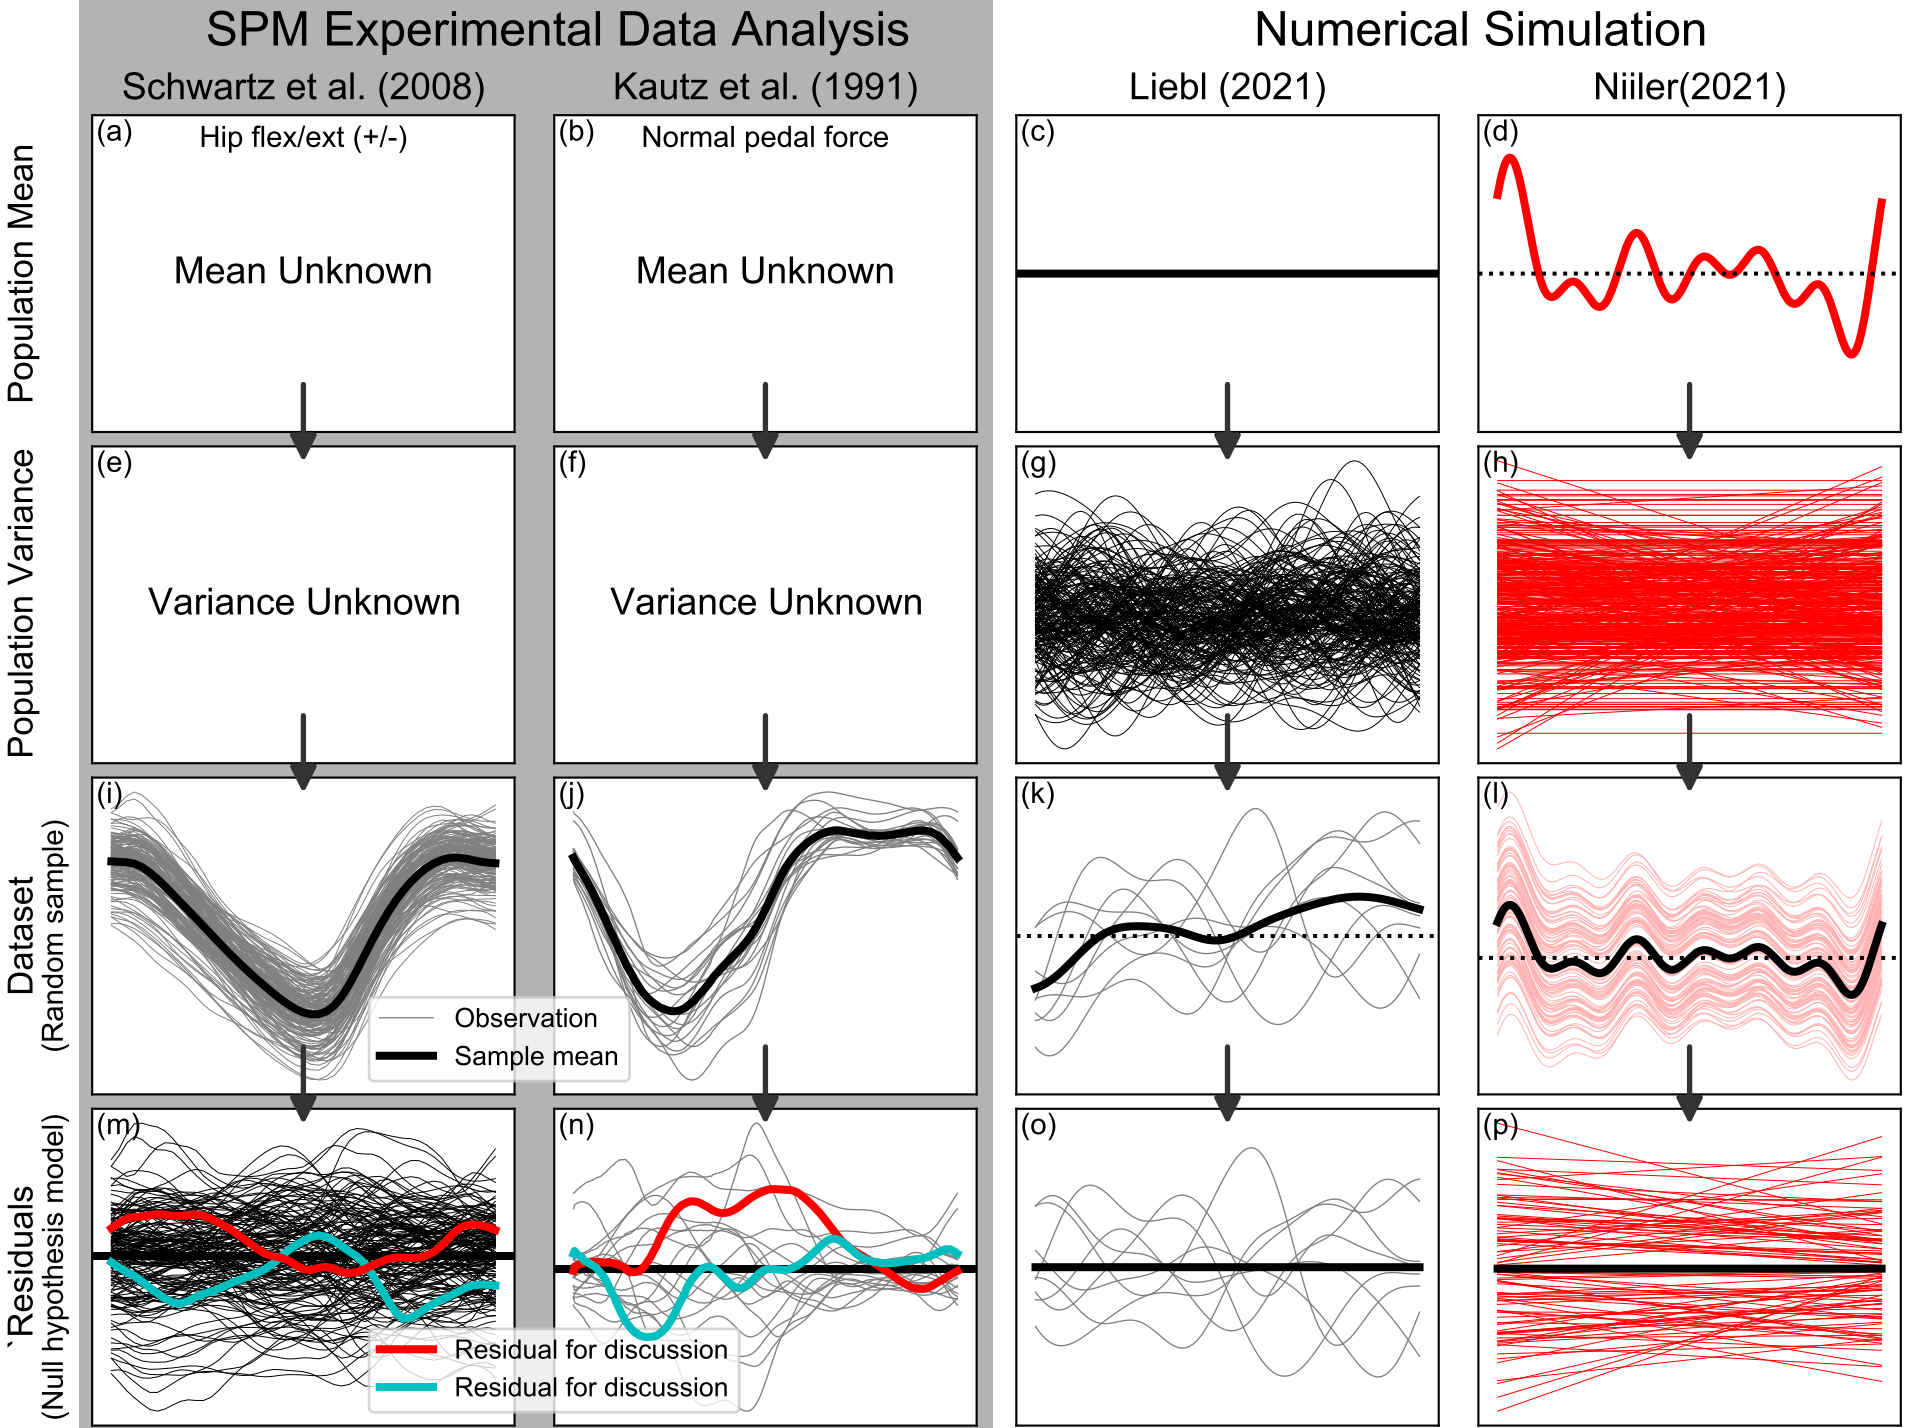 SPM Experimental Data Analysis
Numerical Simulation
Schwartz et al. (2008)
Kautz et al. (1991)
Liebl (2021)
Niiler(2021)
Population Mean
(a)
Hip flex/ext (+/-)
Mean Unknown
(b)
Normal pedal force
Mean Unknown
(c)
(d)
Population Variance
(e)
Variance Unknown
(f)
Variance Unknown
(g)
(h)
Dataset
(Random sample)
(i)
(j)
(k)
(l)
Observation
Sample mean
`Residuals
(Null hypothesis model)
(m)
(n)
(o)
(p)
Residual for discussion
Residual for discussion